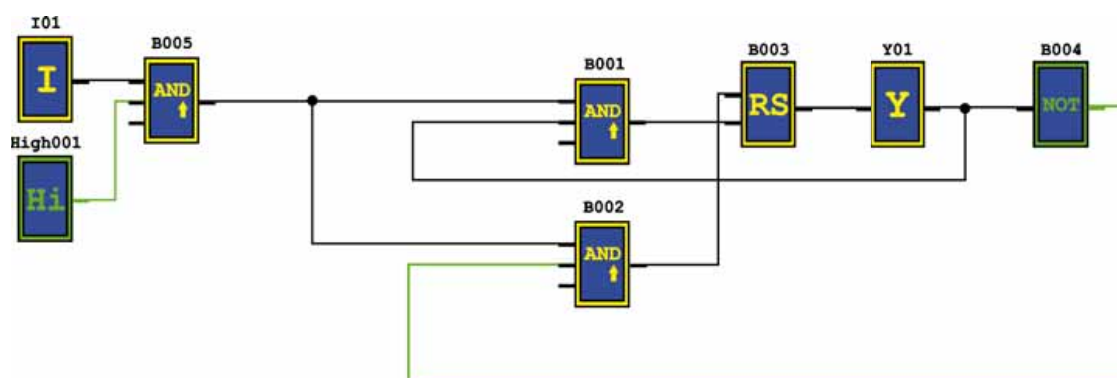 I01
I
High001
Hi
B005
AND
B001
AND
B002
AND
B003
RS
Y01
Y
B004
NOT